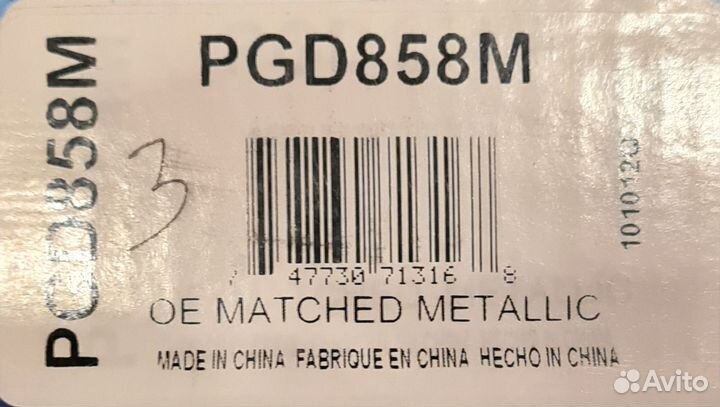 PGD858M
PGD858M
3
1010120
7 47730 71316 8
OE MATCHED METALLIC
MADE IN CHINA FABRIQUE EN CHINA HECHO IN CHINA
Avito